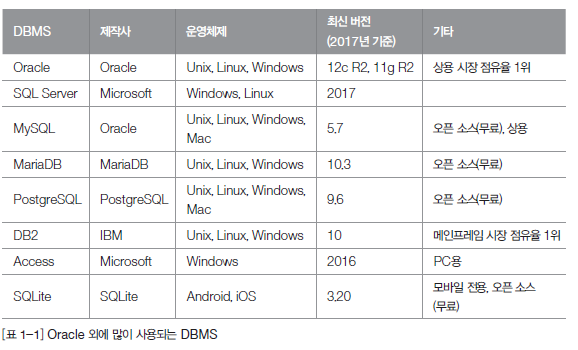 DBMS 제작사 운영체제 최신 버전 (2017년 기준) 기타
Oracle Oracle Unix, Linux, Windows 12c R2, 11g R2 상용 시장 점유율 1위
SQL Server Microsoft Windows, Linux 2017
MySQL Oracle Unix, Linux, Windows, Mac 5.7 오픈 소스(무료), 상용
MariaDB MariaDB Unix, Linux, Windows 10.3 오픈 소스(무료)
PostgreSQL PostgreSQL Unix, Linux, Windows, Mac 9.6 오픈 소스(무료)
DB2 IBM Unix, Linux, Windows 10 메인프레임 시장 점유율 1위
Access Microsoft Windows 2016 PC용
SQLite SQLite Android, iOS 3.20 모바일 전용, 오픈 소스 (무료)
[표 1-1] Oracle 외에 많이 사용되는 DBMS